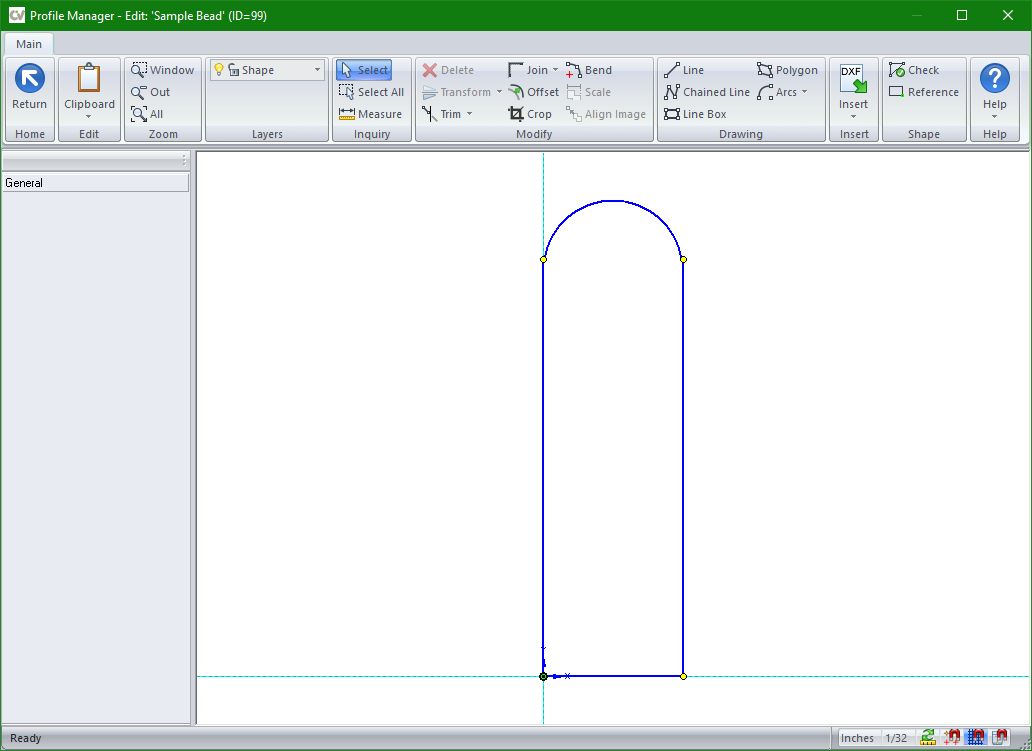 CV Profile Manager - Edit: 'Sample Bead' (ID=99)
Main
Return
Home
Clipboard
Edit
Window
Out
All
Zoom
Shape
Layers
Select
Select All
Measure
Inquiry
Delete
Transform
Trim
Join
Offset
Crop
Bend
Scale
Align Image
Modify
Line
Chained Line
Line Box
Polygon
Arcs
Drawing
DXF
Insert
Insert
Check
Reference
Shape
Help
Help
General
X
Ready
Inches
1/32